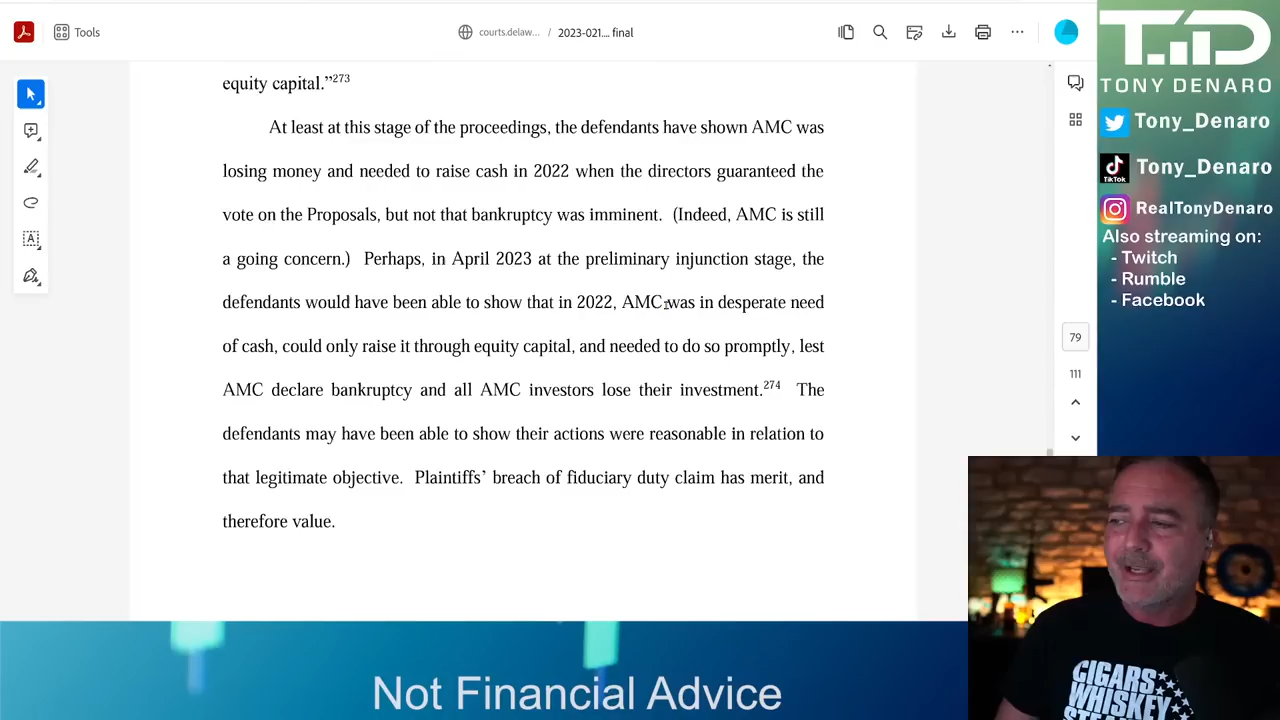 Tools
courts.delaw... / 2023-021.... final
equity capital.”273
At least at this stage of the proceedings, the defendants have shown AMC was
losing money and needed to raise cash in 2022 when the directors guaranteed the
vote on the Proposals, but not that bankruptcy was imminent. (Indeed, AMC is still
a going concern.) Perhaps, in April 2023 at the preliminary injunction stage, the
defendants would have been able to show that in 2022, AMC was in desperate need
of cash, could only raise it through equity capital, and needed to do so promptly, lest
AMC declare bankruptcy and all AMC investors lose their investment.274 The
defendants may have been able to show their actions were reasonable in relation to
that legitimate objective. Plaintiffs’ breach of fiduciary duty claim has merit, and
therefore value.
79
111
TD
TONY DENARO
Tony_Denaro
TikTok
Tony_Denaro
RealTonyDenaro
Also streaming on:
- Twitch
- Rumble
- Facebook
CIGARS
WHISKEY
Not Financial Advice